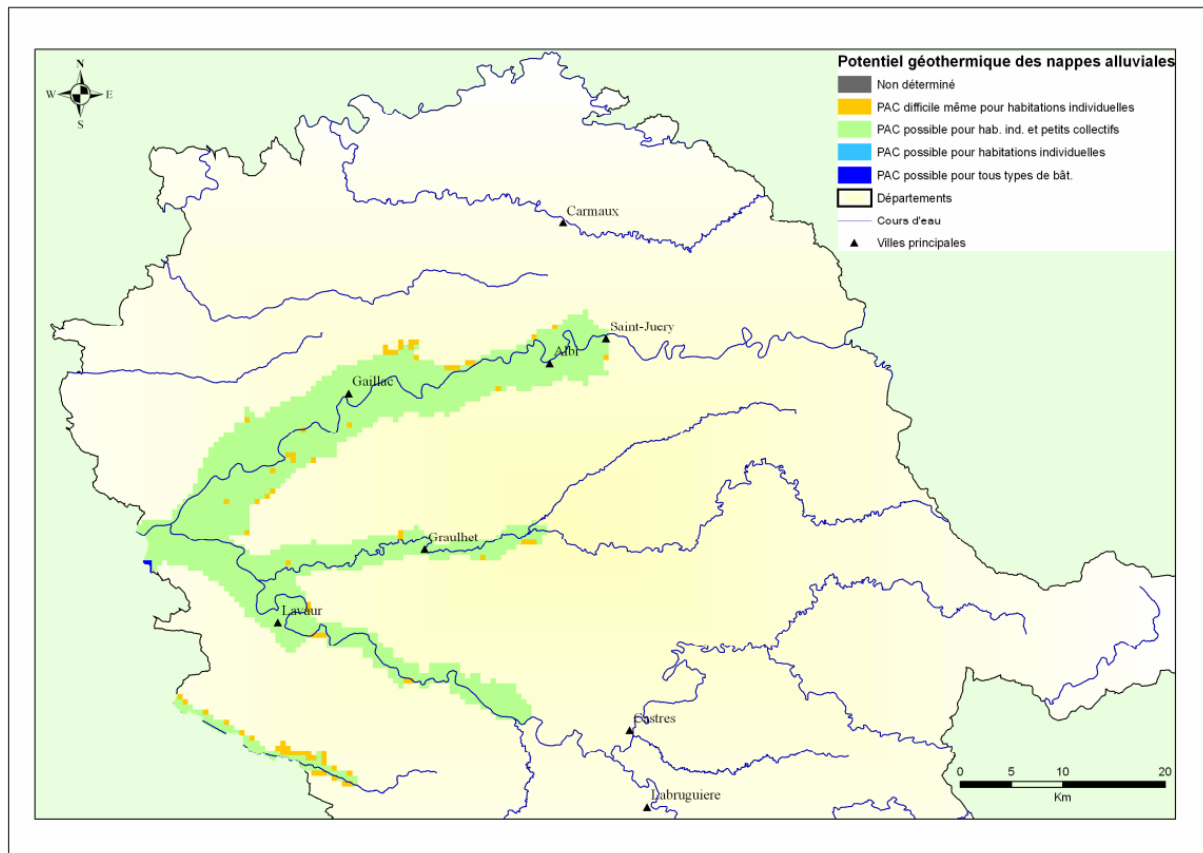 N
W E
S
Potentiel géothermique des nappes alluviales
Non déterminé
PAC difficile même pour habitations individuelles
PAC possible pour hab. ind. et petits collectifs
PAC possible pour habitations individuelles
PAC possible pour tous types de bât.
Départements
Cours d'eau
Villes principales
Carmaux
Saint-Juery
Albi
Gaillac
Graulhet
Lavaur
Castres
Labruguiere
0 5 10 20
Km